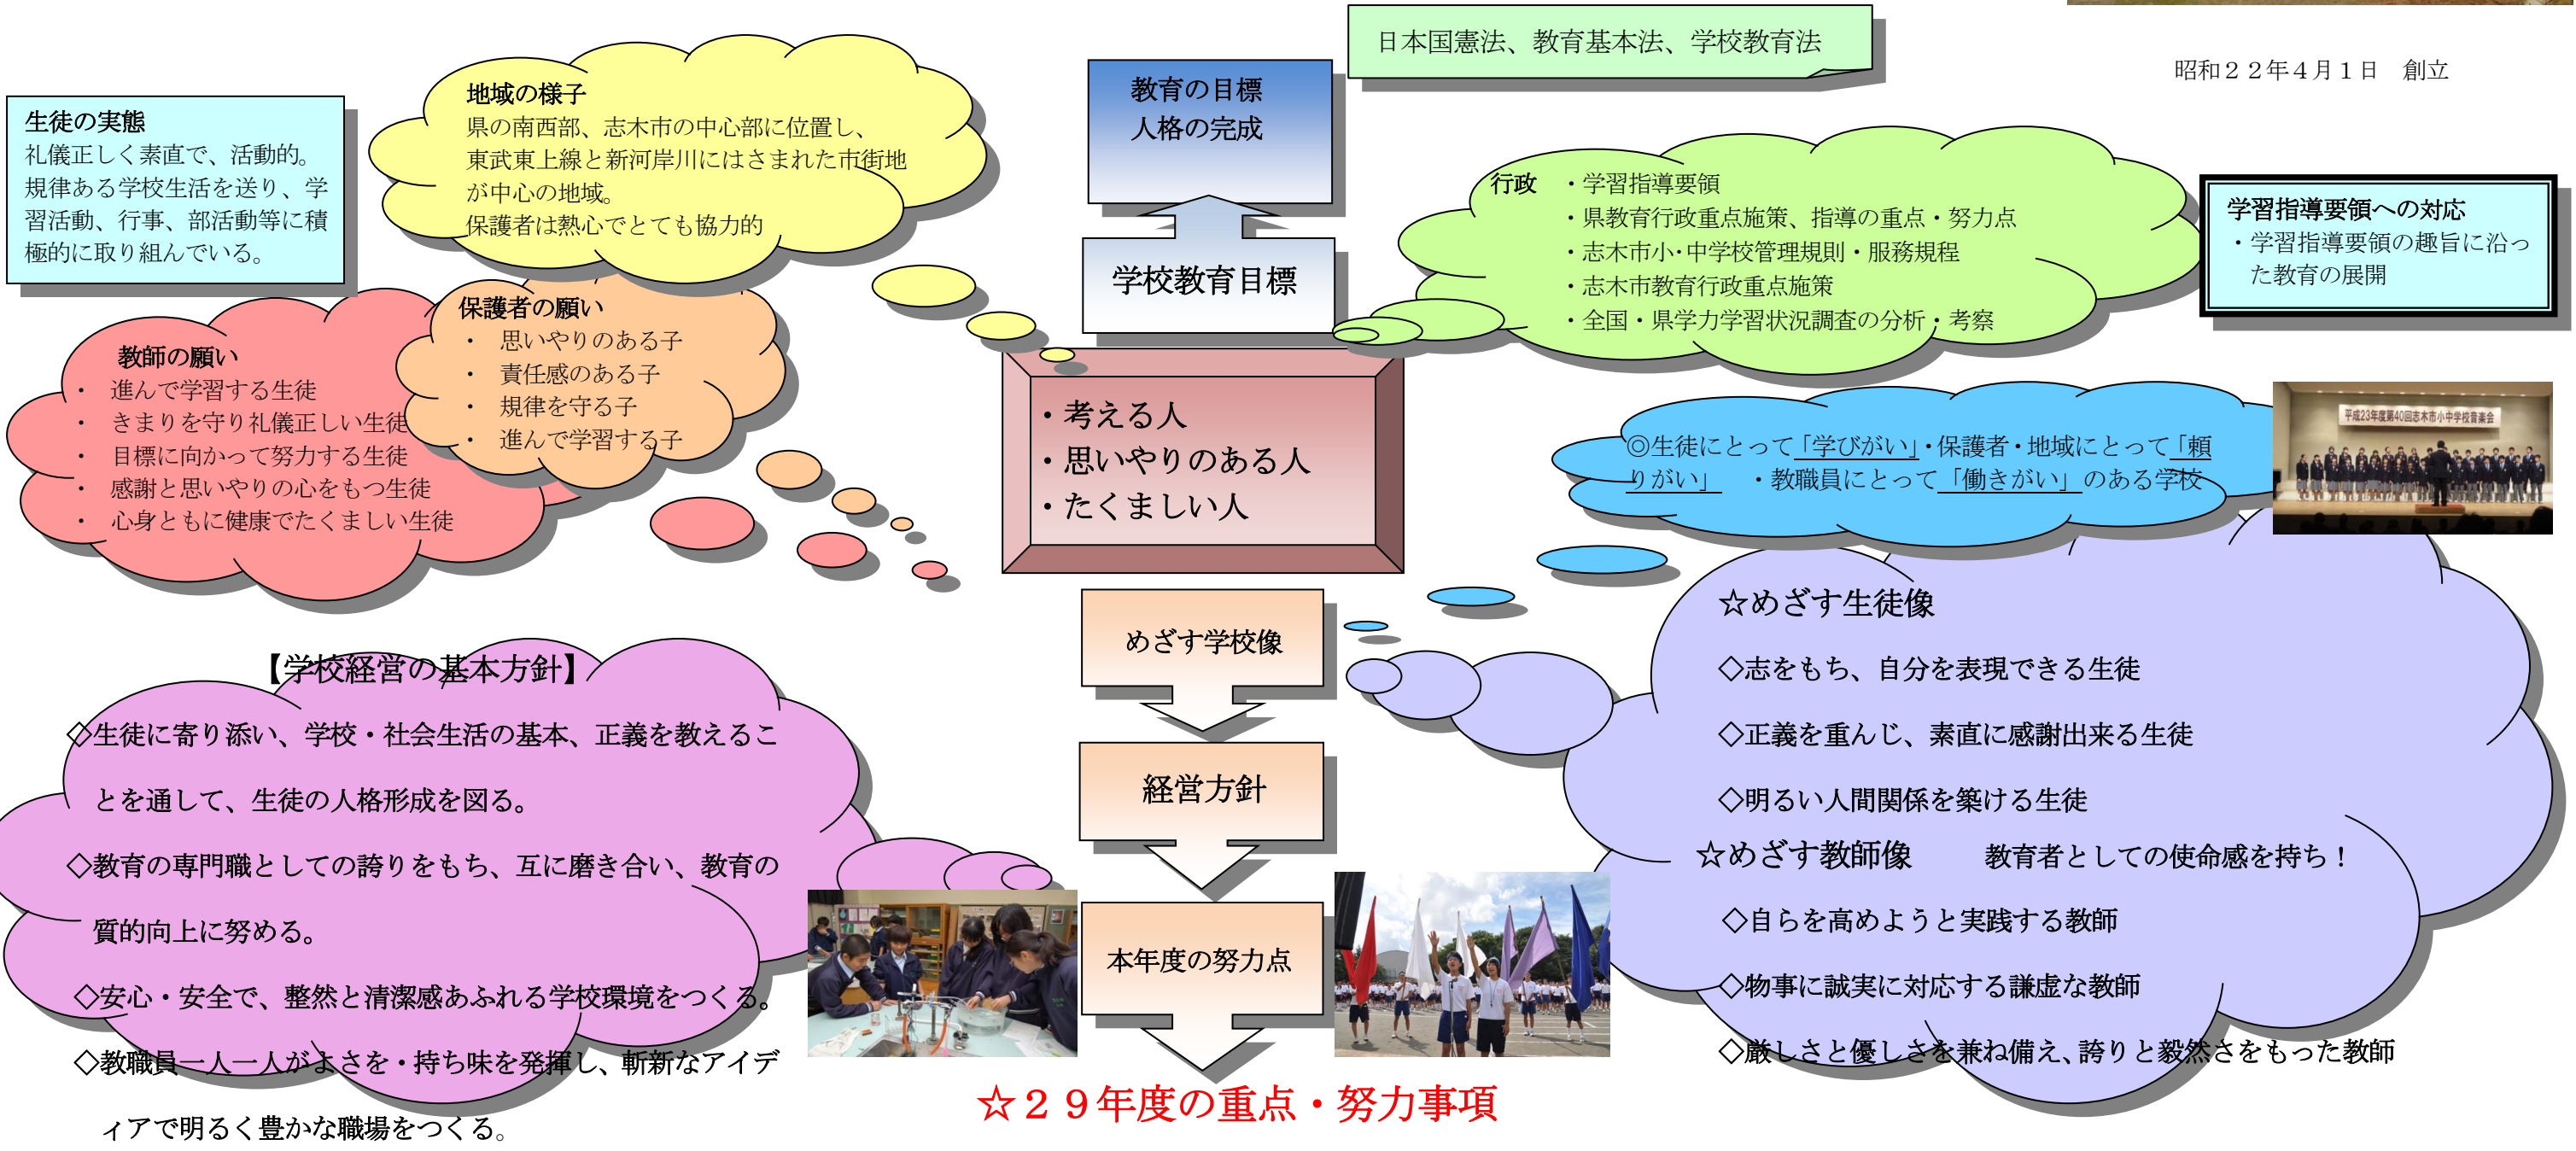 日本国憲法、教育基本法、学校教育法
昭和２２年４月１日　創立
教育の目標
人格の完成
地域の様子
県の南西部、志木市の中心部に位置し、
東武東上線と新河岸川にはさまれた市街地
が中心の地域。
保護者は熱心でとても協力的
生徒の実態
礼儀正しく素直で、活動的。
規律ある学校生活を送り、学
習活動、行事、部活動等に積
極的に取り組んでいる。
行政　・学習指導要領
・県教育行政重点施策、指導の重点・努力点
・志木市小･中学校管理規則・服務規程
・志木市教育行政重点施策
・全国・県学力学習状況調査の分析・考察
学習指導要領への対応
・学習指導要領の趣旨に沿っ
た教育の展開
学校教育目標
保護者の願い
・　思いやりのある子
・　責任感のある子
・　規律を守る子
・　進んで学習する子
教師の願い
・　進んで学習する生徒
・　きまりを守り礼儀正しい生徒
・　目標に向かって努力する生徒
・　感謝と思いやりの心をもつ生徒
・　心身ともに健康でたくましい生徒
・考える人
・思いやりのある人
・たくましい人
◎生徒にとって「学びがい」・保護者・地域にとって「頼
りがい」　・教職員にとって「働きがい」のある学校
平成23年度第40回志木市小中学校音楽会
めざす学校像
☆めざす生徒像
◇志をもち、自分を表現できる生徒
◇正義を重んじ、素直に感謝出来る生徒
◇明るい人間関係を築ける生徒
☆めざす教師像　　教育者としての使命感を持ち！
◇自らを高めようと実践する教師
◇物事に誠実に対応する謙虚な教師
◇厳しさと優しさを兼ね備え、誇りと毅然さをもった教師
【学校経営の基本方針】
◇生徒に寄り添い、学校・社会生活の基本、正義を教えるこ
とを通して、生徒の人格形成を図る。
◇教育の専門職としての誇りをもち、互に磨き合い、教育の
質的向上に努める。
◇安心・安全で、整然と清潔感あふれる学校環境をつくる。
◇教職員一人一人がよさを・持ち味を発揮し、斬新なアイデ
ィアで明るく豊かな職場をつくる。
経営方針
本年度の努力点
☆２９年度の重点・努力事項